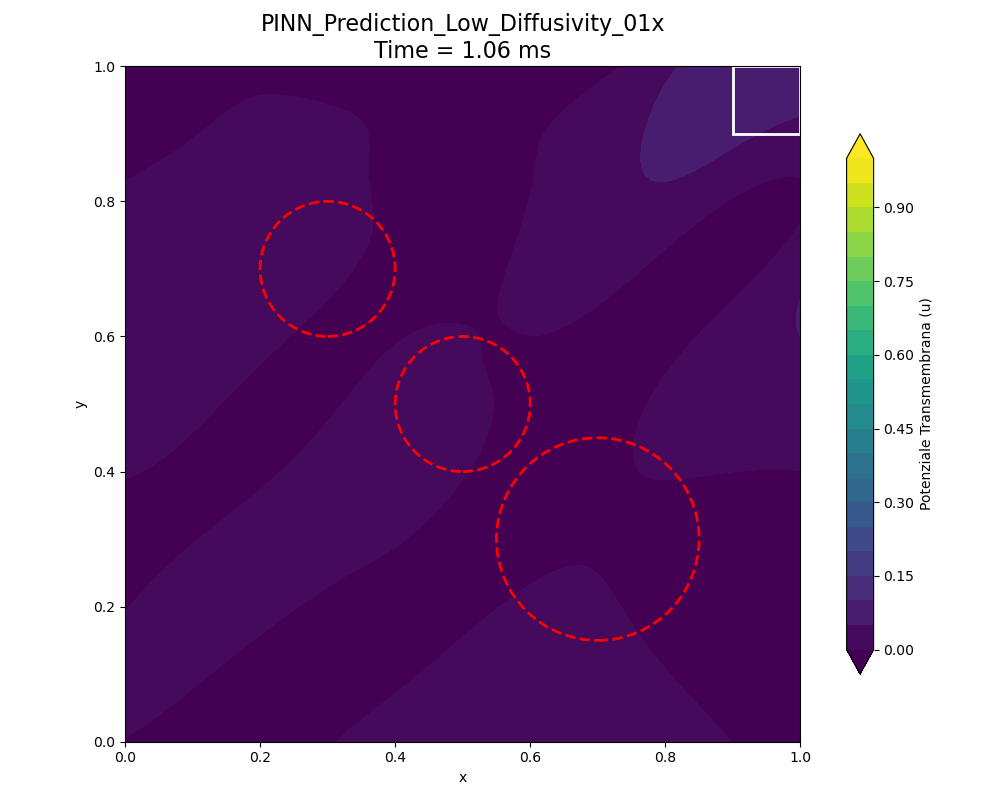 PINN_Prediction_Low_Diffusivity_01x
Time = 1.06 ms
1.0
0.8
0.6
0.4
0.2
0.0
y
0.0 0.2 0.4 0.6 0.8 1.0
x
0.90
0.75
0.60
0.45
0.30
0.15
0.00
Potenziale Transmembrana (u)